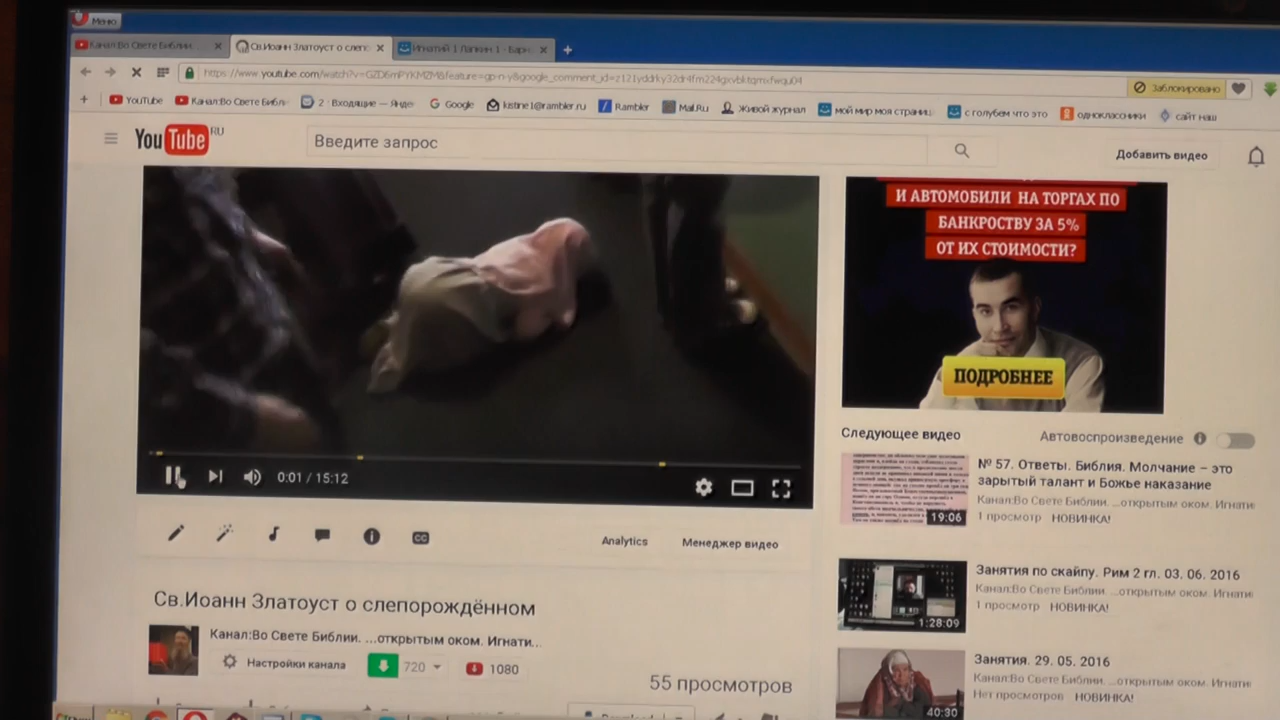 Меню
Канал:Во Свете Библии.
Св.Иоанн Златоуст о слеп
Игнатий 1 Лапкин 1 - Вари
Заблокировано
YouTube
Канал:Во Свете Библ
2 · Входящие — Янде
Google
Rambler
Mail.Ru
Живой журнал
мой мир моя страниц
с голубем что это
одноклассники
сайт наш
YouTube RU
Введите запрос
Добавить видео
И АВТОМОБИЛИ НА ТОРГАХ ПО
БАНКРОСТВУ ЗА 5%
ОТ ИХ СТОИМОСТИ?
ПОДРОБНЕЕ
0:01 / 15:12
Следующее видео
Автовоспроизведение
№ 57. Ответы. Библия. Молчание – это
зарытый талант и Божье наказание
Канал:Во Свете Библии. ...открытым оком. Игнати
1 просмотр НОВИНКА!
19:06
CC
Analytics
Менеджер видео
Занятия по скайпу. Рим 2 гл. 03. 06. 2016
Канал:Во Свете Библии. ...открытым оком. Игнати
1 просмотр НОВИНКА!
1:28:09
Св.Иоанн Златоуст о слепорождённом
Канал:Во Свете Библии. ...открытым оком. Игнати...
Настройки канала
720
1080
55 просмотров
Занятия. 29. 05. 2016
Канал:Во Свете Библии. ...открытым оком. Игнати
Нет просмотров НОВИНКА!
40:30